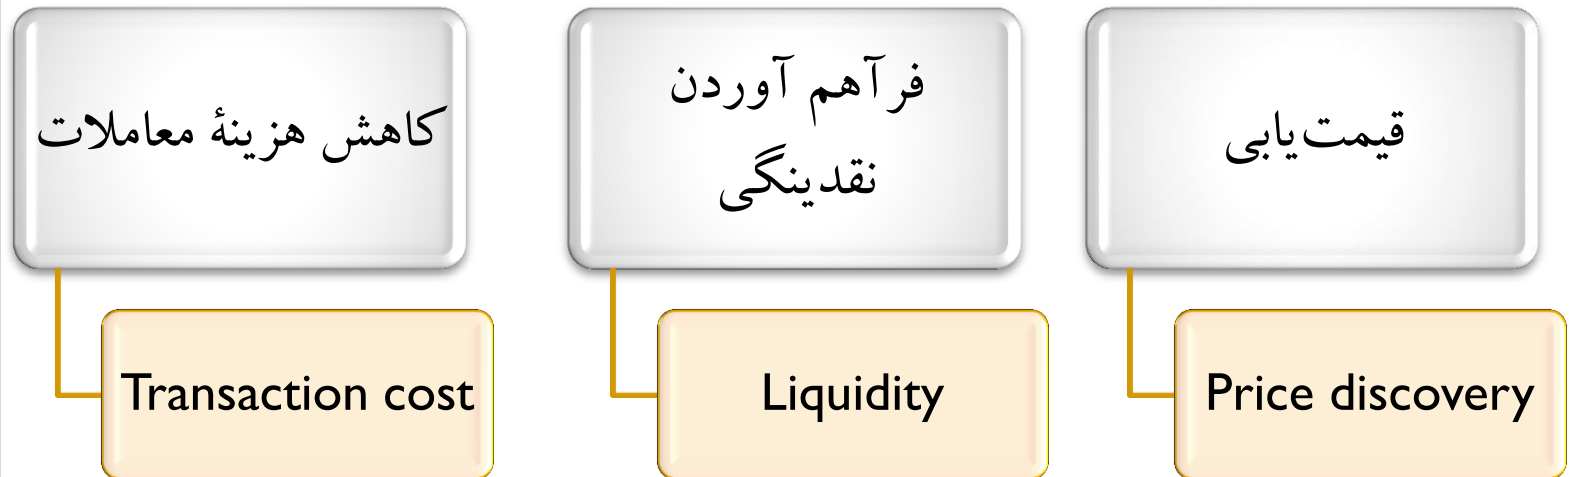 قیمت‌یابی
Price discovery
فرآهم آوردن
نقدینگی
Liquidity
کاهش هزینهٔ معاملات
Transaction cost